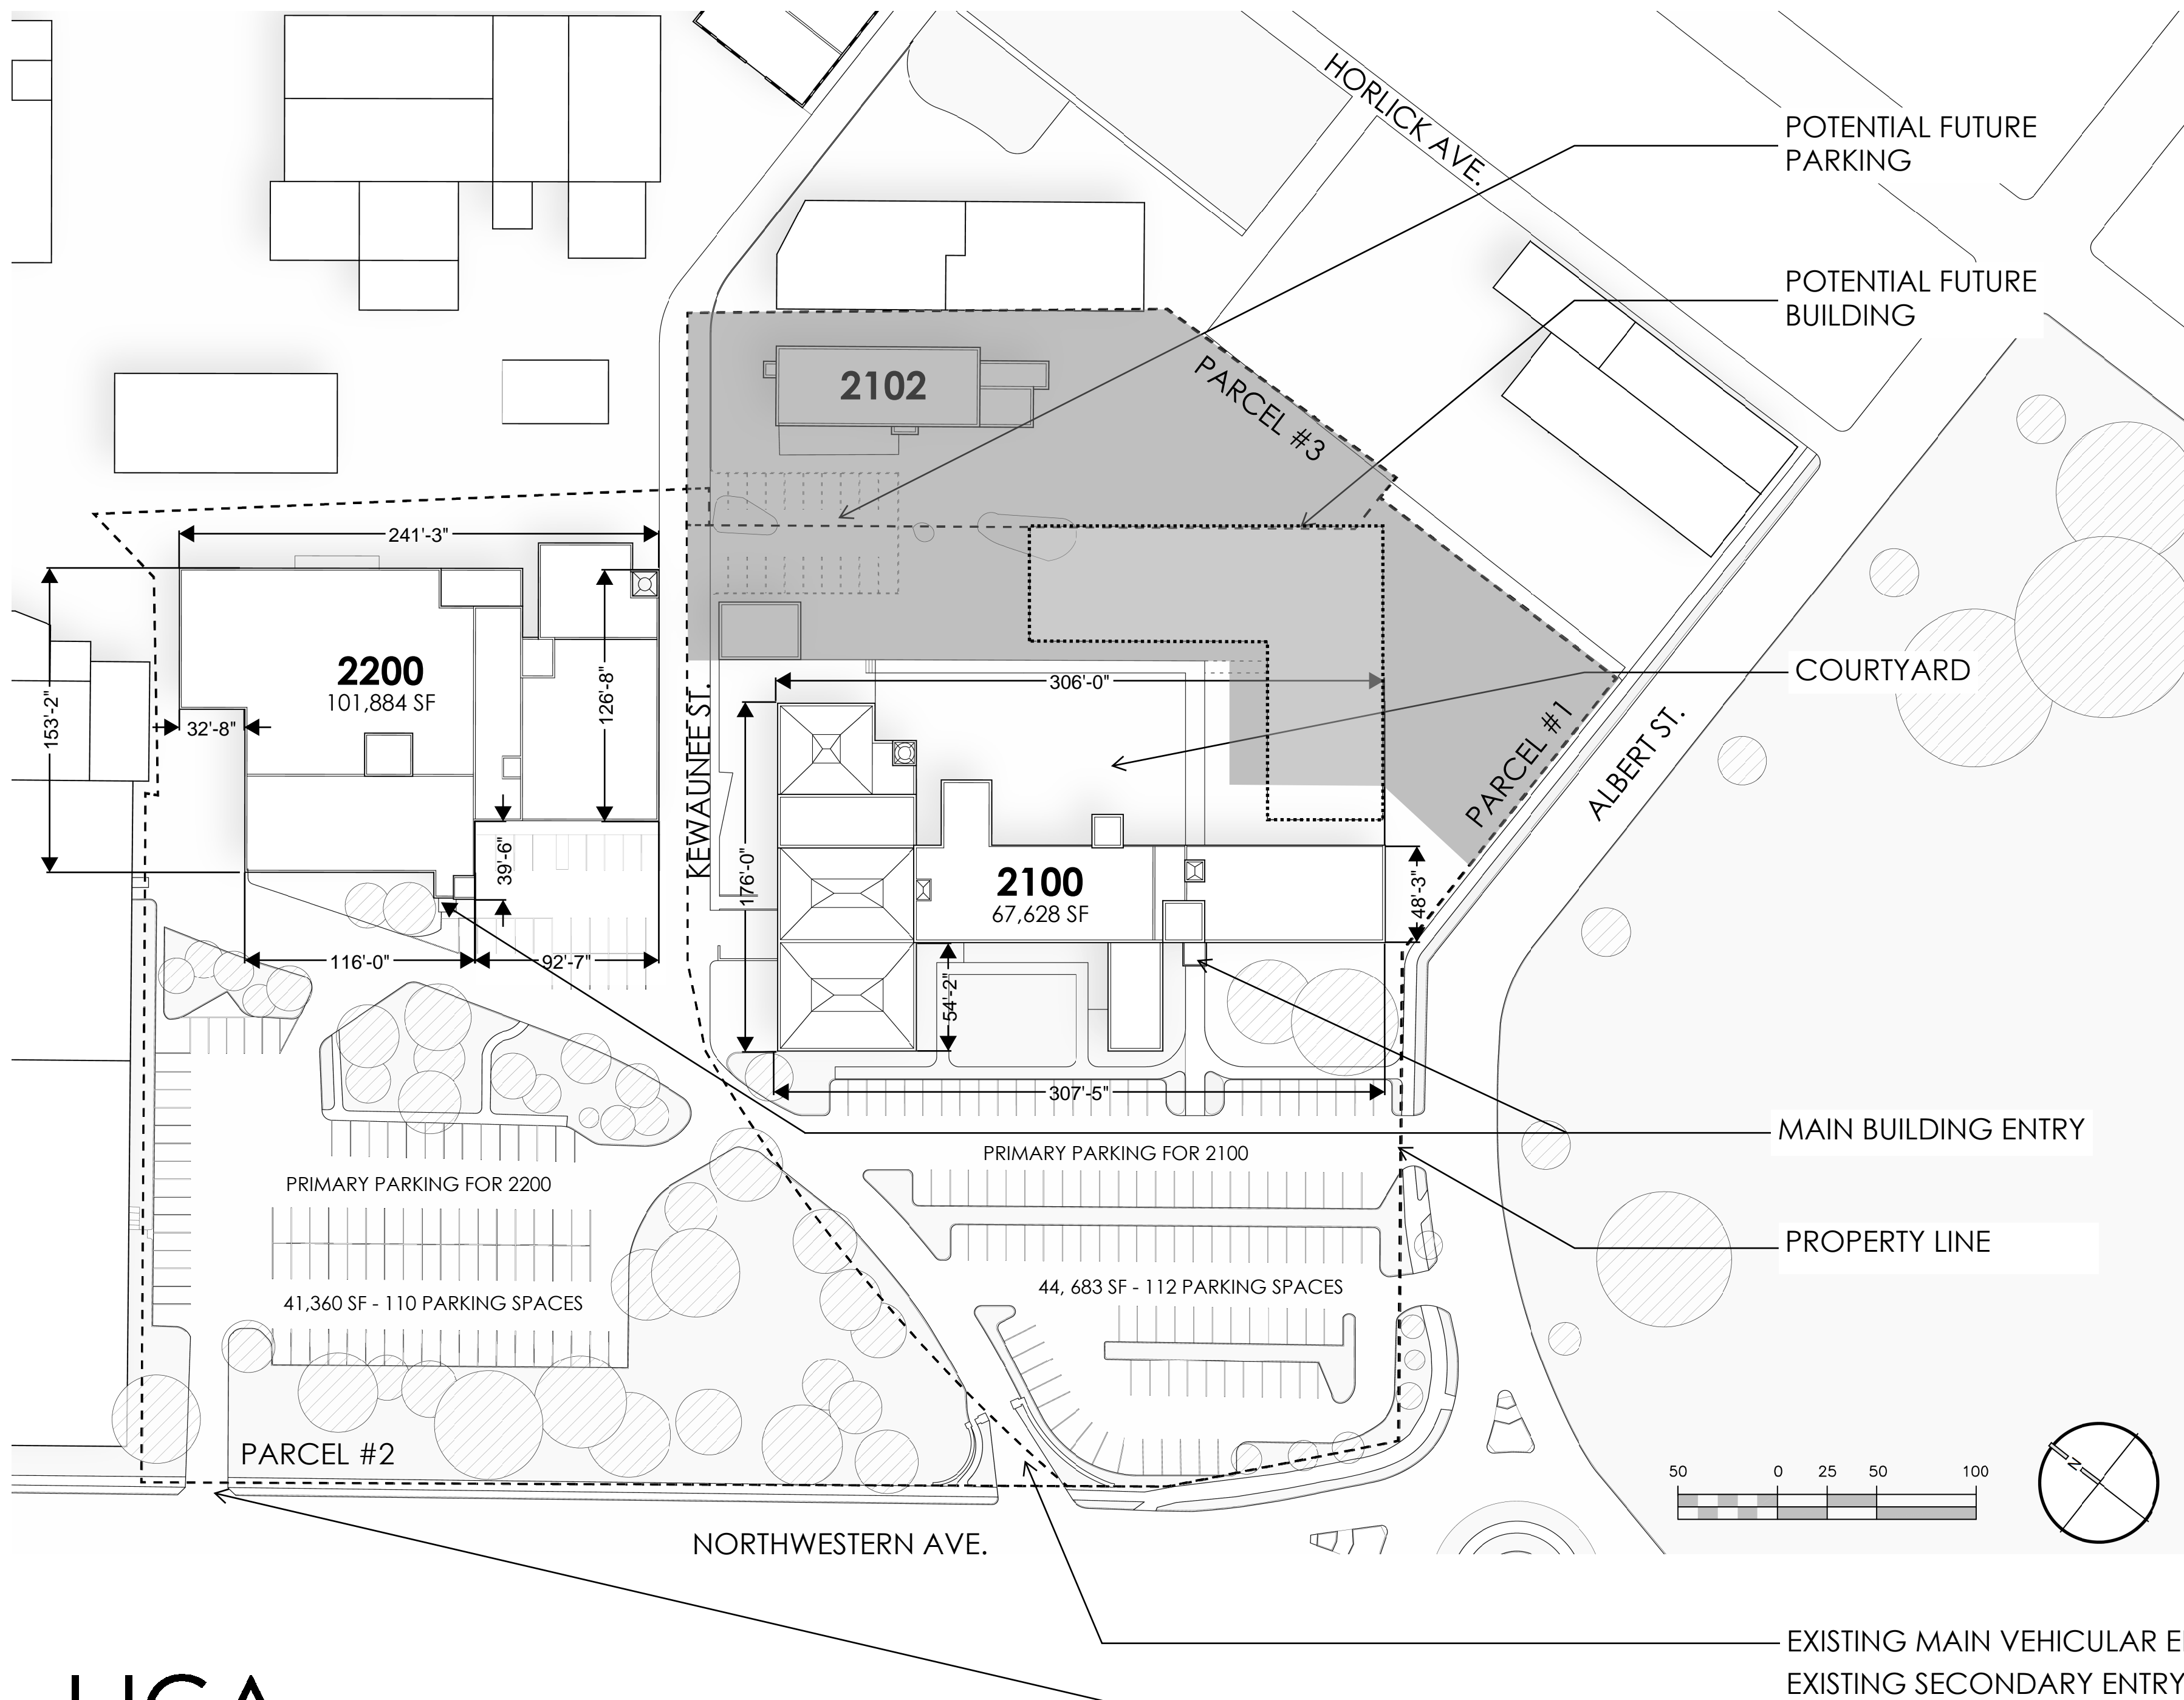 HORLICK AVE.
POTENTIAL FUTURE
PARKING
POTENTIAL FUTURE
BUILDING
2102
PARCEL #3
241'-3"
2200
101,884 SF
153'-2"
32'-8"
126'-8"
39'-6"
116'-0"
92'-7"
KEWAUNEE ST.
306'-0"
COURTYARD
PARCEL #1
ALBERT ST.
176'-0"
2100
67,628 SF
48'-3"
54'-2"
307'-5"
MAIN BUILDING ENTRY
PRIMARY PARKING FOR 2100
PRIMARY PARKING FOR 2200
PROPERTY LINE
44, 683 SF - 112 PARKING SPACES
41,360 SF - 110 PARKING SPACES
PARCEL #2
50 0 25 50 100
N
NORTHWESTERN AVE.
EXISTING MAIN VEHICULAR
EXISTING SECONDARY ENTRY